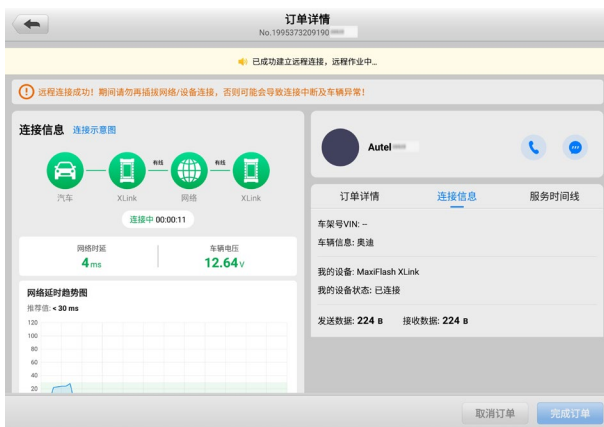 订单详情
No.1995373209190
已成功建立远程连接，远程作业中...
远程连接成功！期间请勿再插拔网络/设备连接，否则可能会导致连接中断及车辆异常！
连接信息 连接示意图
有线 有线
汽车 XLink 网络 XLink
连接中 00:00:11
网络时延 车辆电压
4 ms 12.64 V
网络延时趋势图
推荐值: < 30 ms
120
100
80
60
40
20
Autel
订单详情 连接信息 服务时间线
车架号VIN: --
车辆信息: 奥迪
我的设备: MaxiFlash XLink
我的设备状态: 已连接
发送数据: 224 B 接收数据: 224 B
取消订单 完成订单